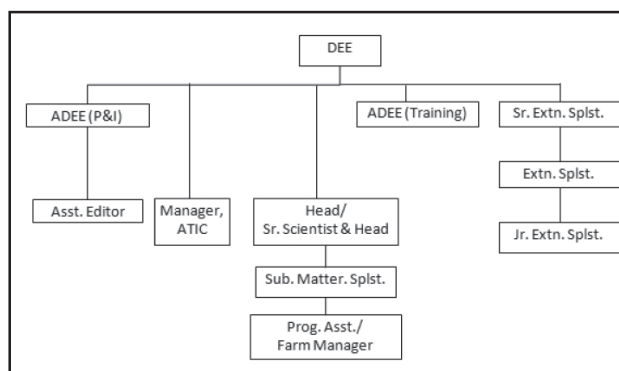 DEE
ADEE (P&I)
ADEE (Training)
Sr. Extn. Splst.
Extn. Splst.
Asst. Editor
Manager,
ATIC
Head/
Sr. Scientist & Head
Jr. Extn. Splst.
Sub. Matter. Splst.
Prog. Asst./
Farm Manager